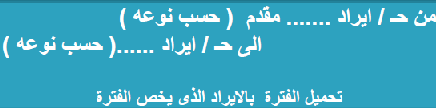 من حـ / ايراد ....... مقدم ( حسب نوعه )
الى حـ / ايراد ......( حسب نوعه )
تحميل الفترة بالايراد الذى يخص الفترة